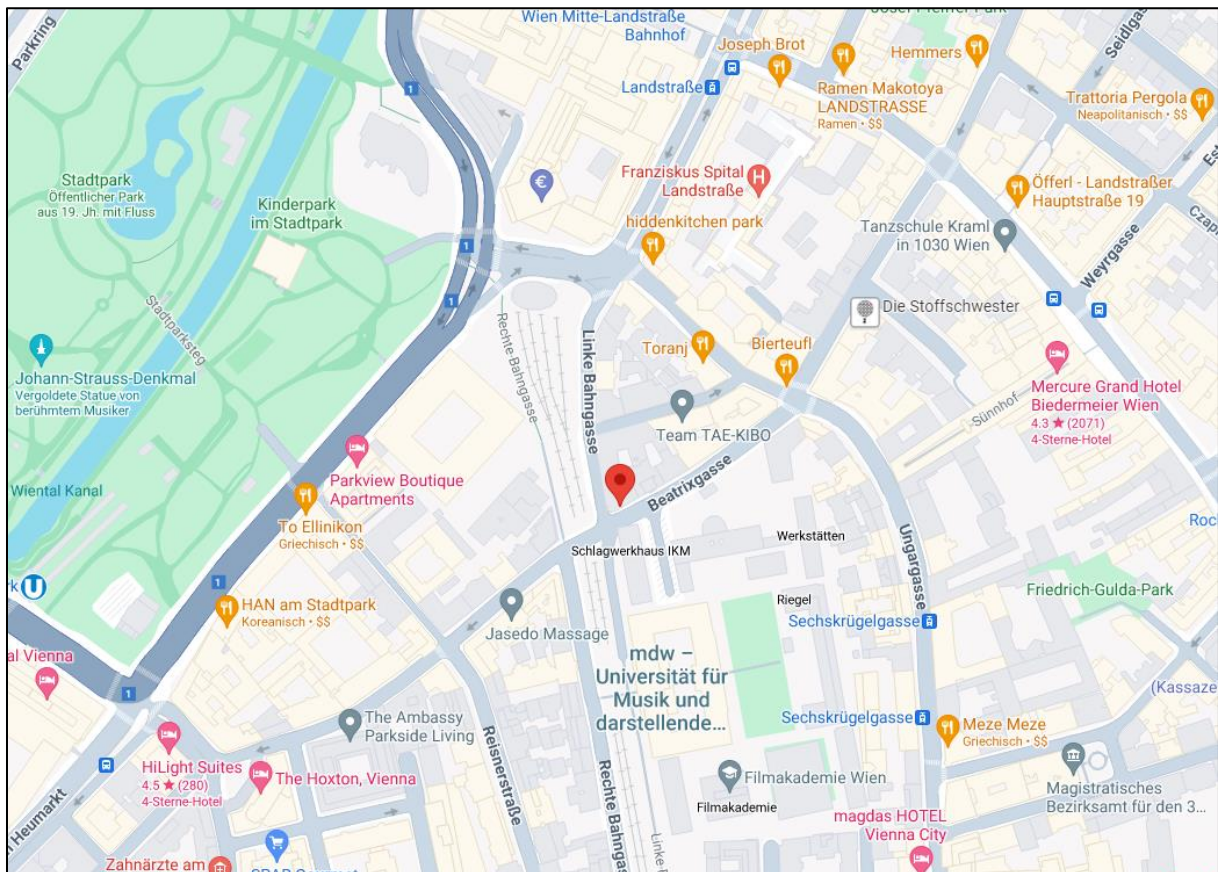 Parkring
Wien Mitte-Landstraße
Bahnhof
Joseph Brot
Hemmers
Landstraße
Ramen Makotoya
LANDSTRASSE
Ramen • $$
Trattoria Pergola
Neapolitanisch • $$
1
Franziskus Spital
Landstraße
H
€
Stadtpark
Öffentlicher Park
aus 19. Jh. mit Fluss
Kinderpark
im Stadtpark
Öfferl - Landstraßer
Hauptstraße 19
hiddenkitchen park
Tanzschule Kraml
in 1030 Wien
Weyrgasse
1
1
Stadtparksteg
Rechte Bahngasse
Linke Bahngasse
Die Stoffschwester
Johann-Strauss-Denkmal
Vergoldete Statue von
berühmtem Musiker
Toranj
Bierteufl
Sünnhof
Mercure Grand Hotel
Biedermeier Wien
4.3 ★ (2071)
4-Sterne-Hotel
Team TAE-KIBO
Wiental Kanal
Parkview Boutique
Apartments
Beatrixgasse
To Ellinikon
Griechisch • $$
Werkstätten
Schlagwerkhaus IKM
Ungargasse
U
1
HAN am Stadtpark
Koreanisch • $$
Jasedo Massage
Riegel
Friedrich-Gulda-Park
Sechskrügelgasse
mdw –
Universität für
Musik und
darstellende...
1
The Ambassy
Parkside Living
Reisnerstraße
Sechskrügelgasse
Meze Meze
Griechisch • $$
HiLight Suites
4.5 ★ (280)
4-Sterne-Hotel
The Hoxton, Vienna
Rechte Bahngasse
Filmakademie Wien
Filmakademie
Magistratisches
Bezirksamt für den 3...
magdas HOTEL
Vienna City
Heumarkt
Zahnärzte am